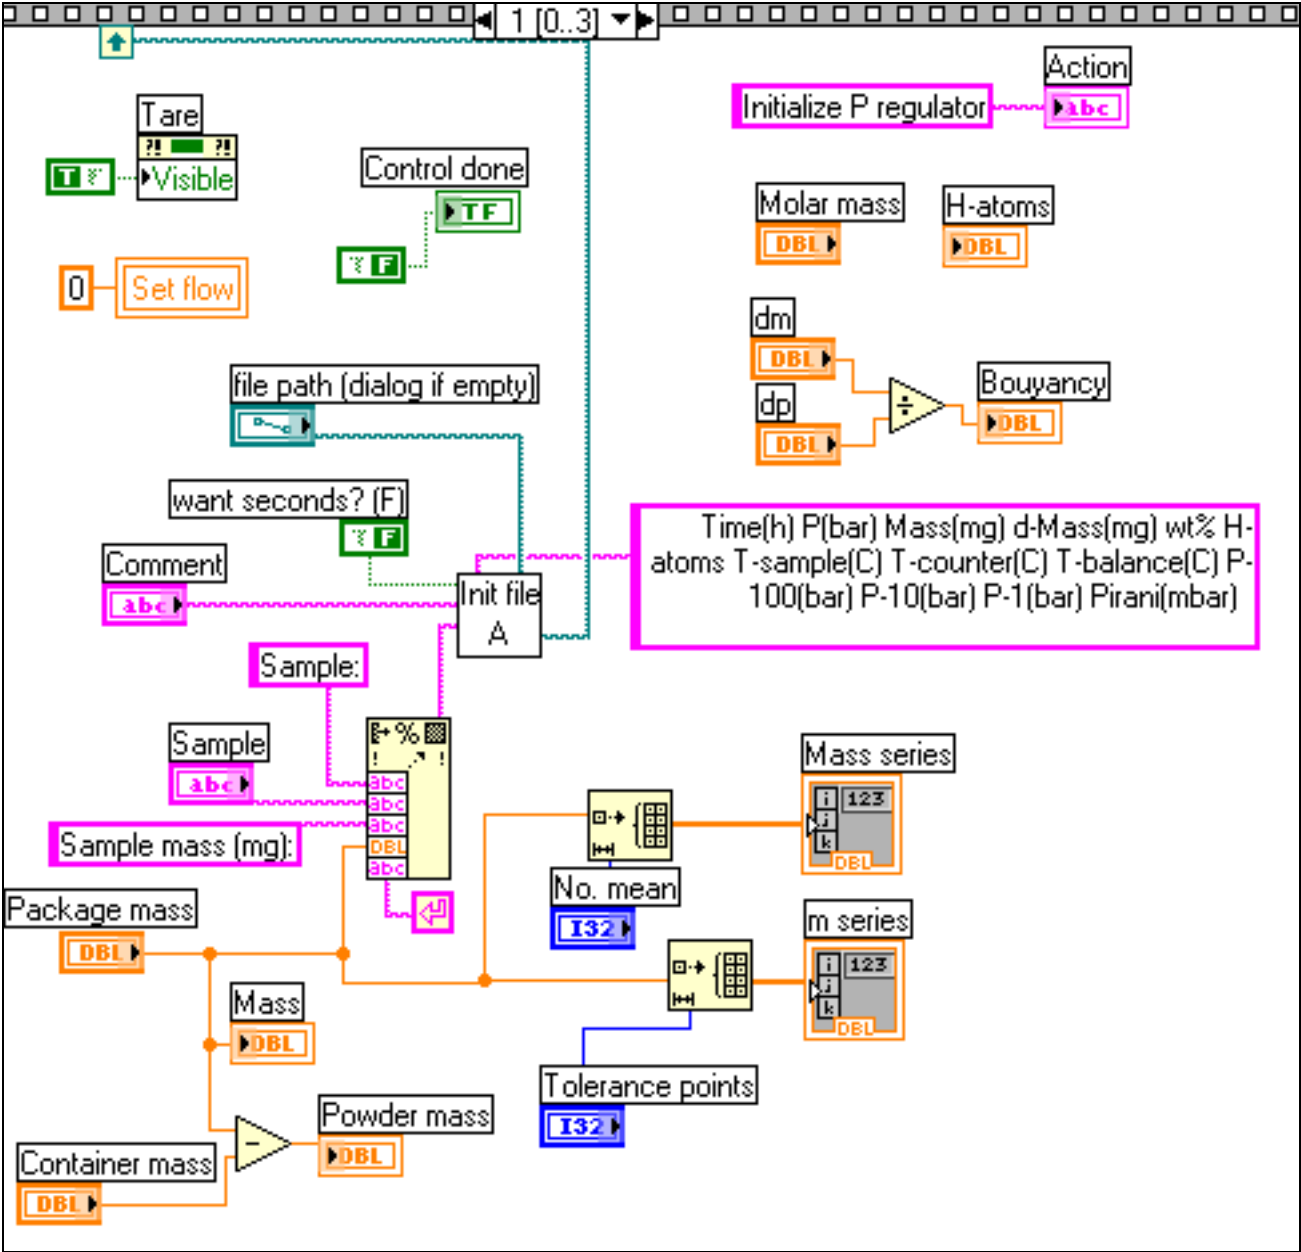 1 [0..3]
Action
Initialize P regulator
abc
Tare
?! ?!
T
Visible
Control done
TF
F
Molar mass
DBL
H-atoms
DBL
0
Set flow
dm
DBL
dp
DBL
÷
Bouyancy
DBL
file path (dialog if empty)
want seconds? (F)
F
Comment
abc
Init file
A
Time(h) P(bar) Mass(mg) d-Mass(mg) wt% H-
atoms T-sample(C) T-counter(C) T-balance(C) P-
100(bar) P-10(bar) P-1(bar) Pirani(mbar)
Sample:
%
! !
Sample
abc
abc
abc
abc
DBL
abc
Sample mass (mg):
Mass series
i
j
k
123
DBL
No. mean
I32
Package mass
DBL
m series
i
j
k
123
DBL
Mass
DBL
Tolerance points
I32
Powder mass
DBL
-
Container mass
DBL